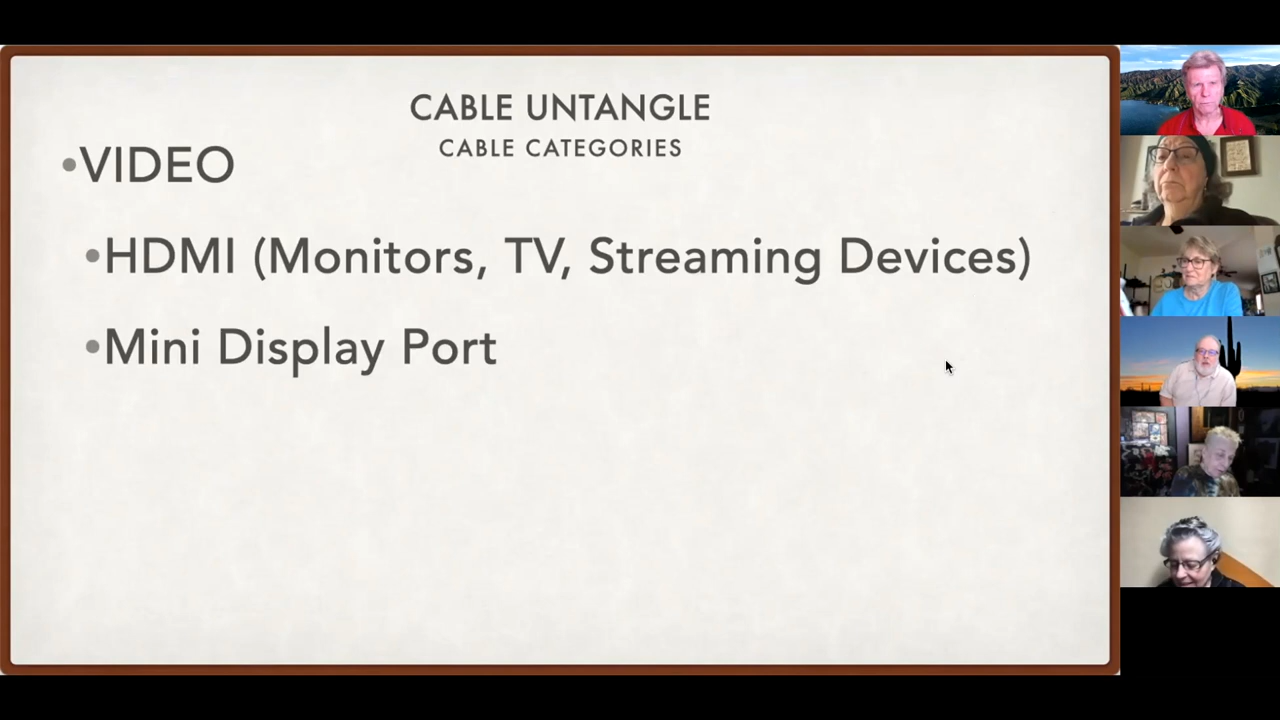 CABLE UNTANGLE
CABLE CATEGORIES
•VIDEO
•HDMI (Monitors, TV, Streaming Devices)
•Mini Display Port